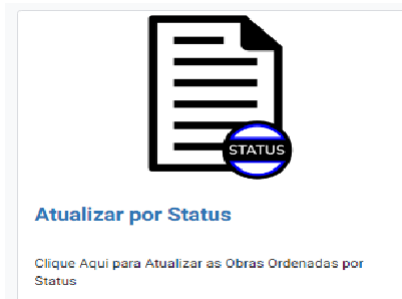 STATUS
Atualizar por Status
Clique Aqui para Atualizar as Obras Ordenadas por
Status